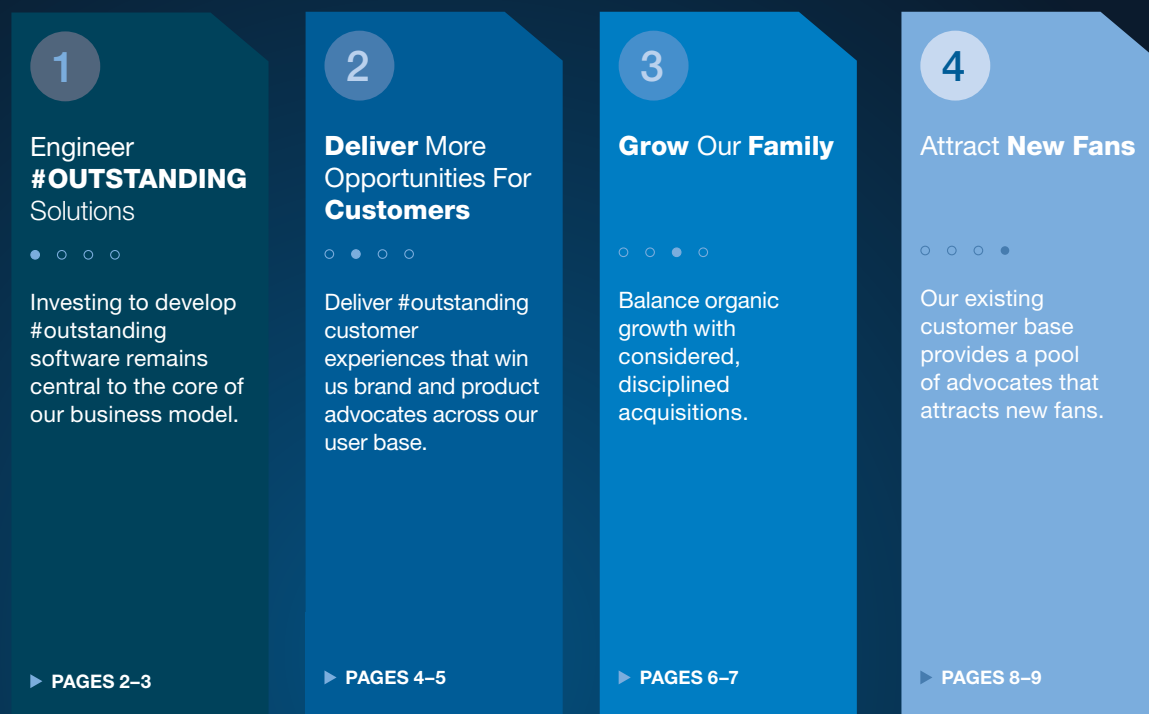 1
Engineer
#OUTSTANDING
Solutions
Investing to develop
#outstanding
software remains
central to the core of
our business model.
PAGES 2–3
2
Deliver More
Opportunities For
Customers
Deliver #outstanding
customer
experiences that win
us brand and product
advocates across our
user base.
PAGES 4–5
3
Grow Our Family
Balance organic
growth with
considered,
disciplined
acquisitions.
PAGES 6–7
4
Attract New Fans
Our existing
customer base
provides a pool
of advocates that
attracts new fans.
PAGES 8–9